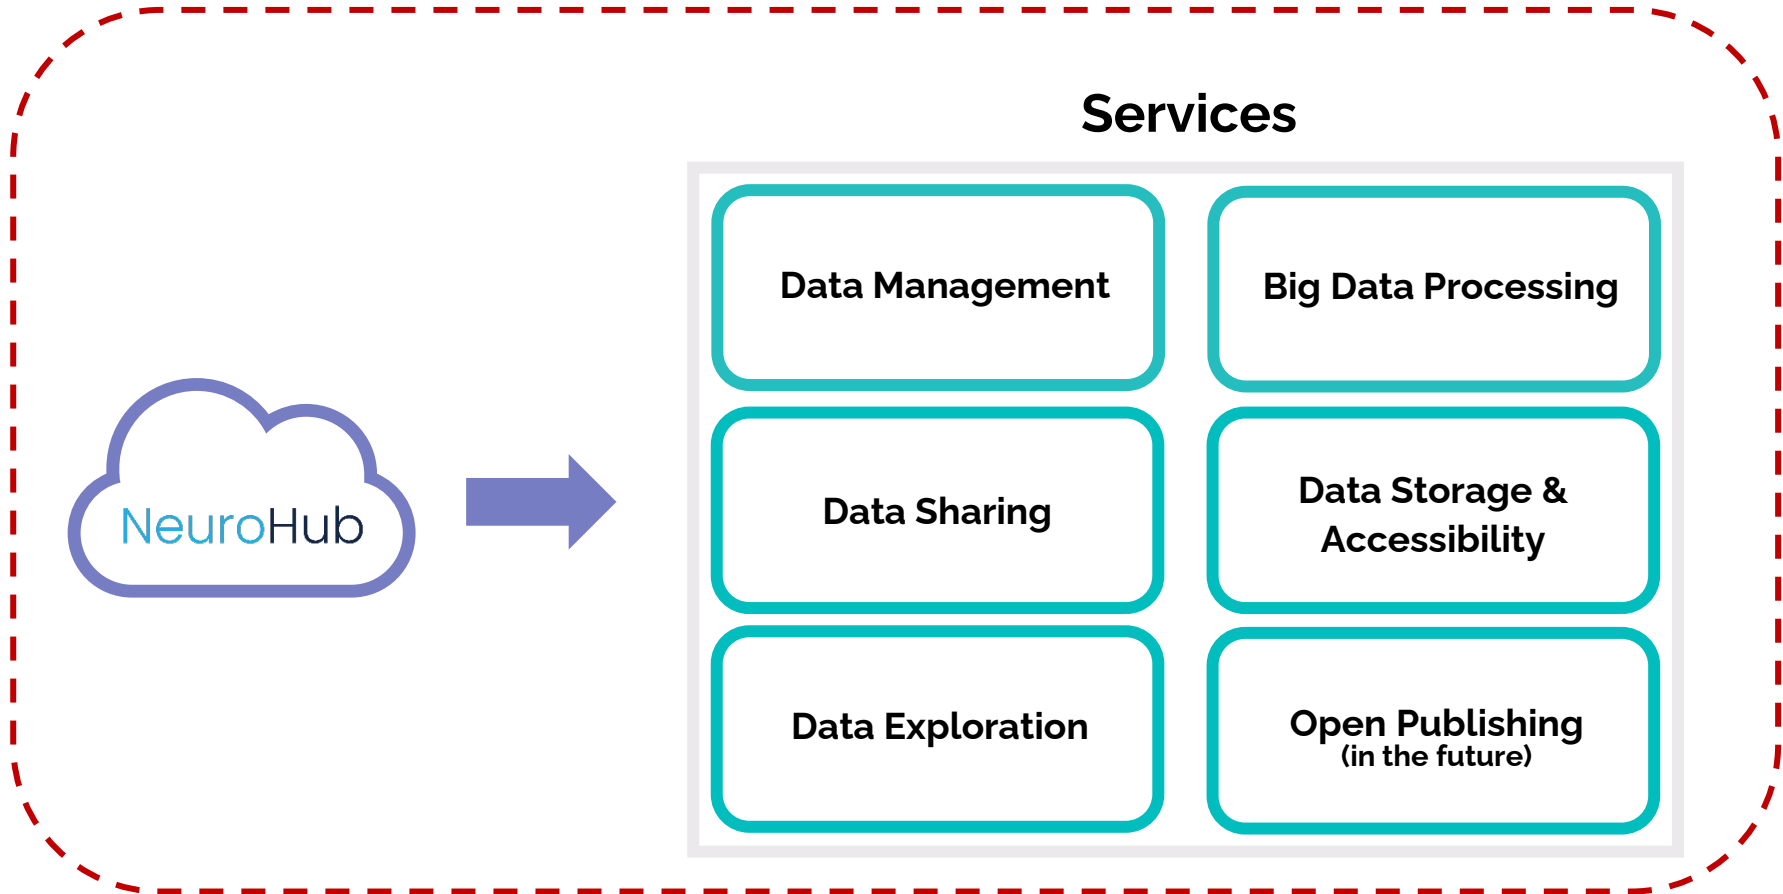 Services
Data Management
Big Data Processing
NeuroHub
Data Sharing
Data Storage &
Accessibility
Data Exploration
Open Publishing
(in the future)